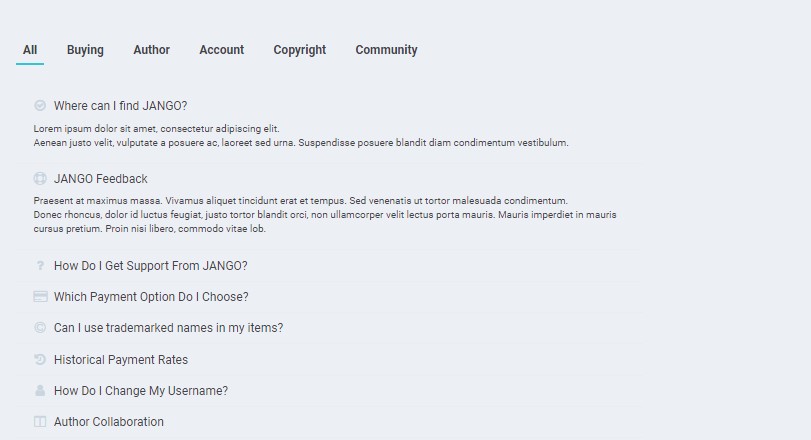 All Buying Author Account Copyright Community
Where can I find JANGO?
Lorem ipsum dolor sit amet, consectetur adipiscing elit.
Aenean justo velit, vulputate a posuere ac, laoreet sed urna. Suspendisse posuere blandit diam condimentum vestibulum.
JANGO Feedback
Praesent at maximus massa. Vivamus aliquet tincidunt erat et tempus. Sed venenatis ut tortor malesuada condimentum.
Donec rhoncus, dolor id luctus feugiat, justo tortor blandit orci, non ullamcorper velit lectus porta mauris. Mauris imperdiet in mauris
cursus pretium. Proin nisi libero, commodo vitae lob.
How Do I Get Support From JANGO?
Which Payment Option Do I Choose?
Can I use trademarked names in my items?
Historical Payment Rates
How Do I Change My Username?
Author Collaboration